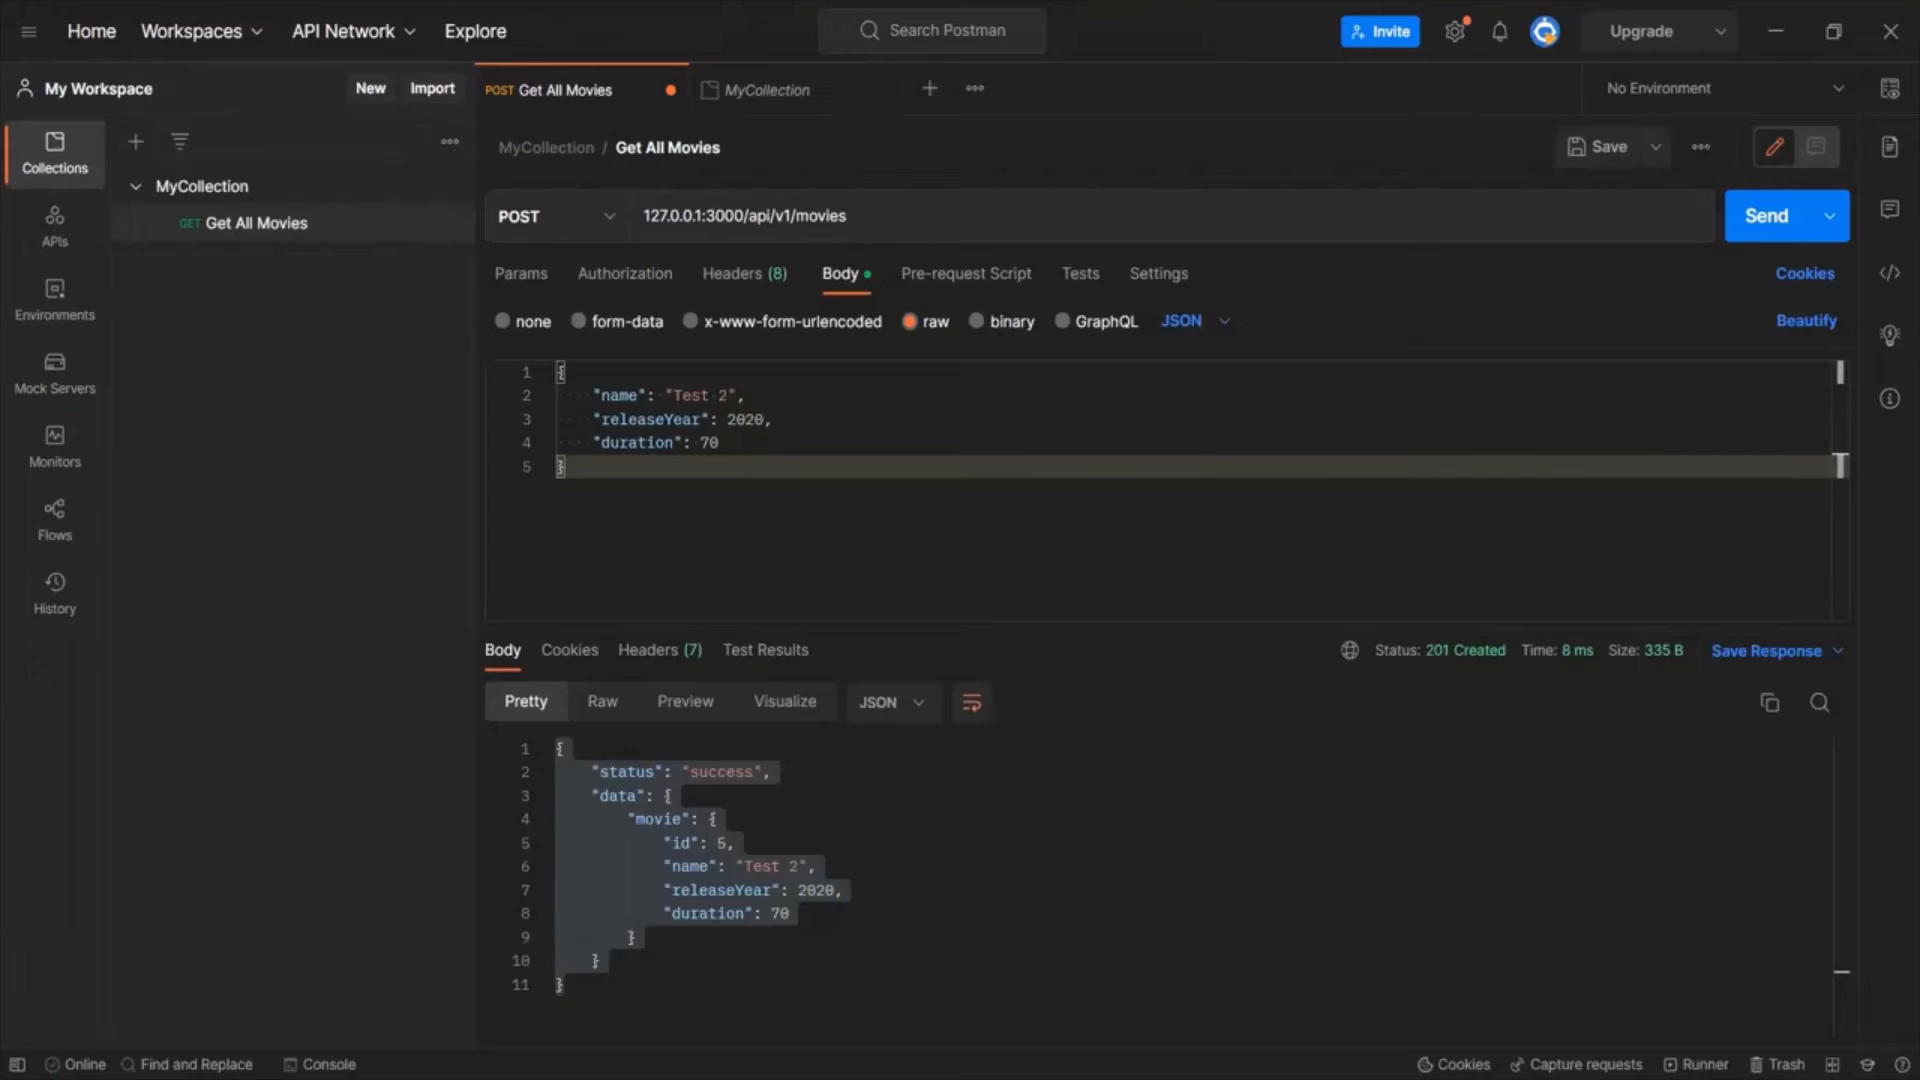 Home Workspaces API Network Explore Search Postman Invite Upgrade
My Workspace New Import POST Get All Movies MyCollection No Environment
Collections
MyCollection / Get All Movies Save
MyCollection
GET Get All Movies
POST 127.0.0.1:3000/api/v1/movies Send
APIs
Params Authorization Headers (8) Body Pre-request Script Tests Settings Cookies
Environments
none form-data x-www-form-urlencoded raw binary GraphQL JSON Beautify
Mock Servers
1 {
2 "name": "Test 2",
3 "releaseYear": 2020,
4 "duration": 70
5 }
Monitors
Flows
History
Body Cookies Headers (7) Test Results Status: 201 Created Time: 8 ms Size: 335 B Save Response
Pretty Raw Preview Visualize JSON
1 {
2 "status": "success",
3 "data": {
4 "movie": {
5 "id": 5,
6 "name": "Test 2",
7 "releaseYear": 2020,
8 "duration": 70
9 }
10 }
11 }
Online Find and Replace Console Cookies Capture requests Runner Trash